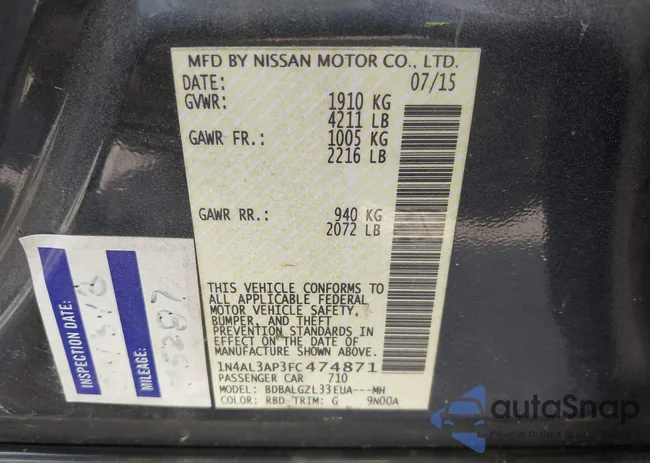 MFD BY NISSAN MOTOR CO., LTD.
DATE: 07/15
GVWR: 1910 KG
4211 LB
GAWR FR.: 1005 KG
2216 LB
GAWR RR.: 940 KG
2072 LB
THIS VEHICLE CONFORMS TO
ALL APPLICABLE FEDERAL
MOTOR VEHICLE SAFETY,
BUMPER, AND THEFT
PREVENTION STANDARDS IN
EFFECT ON THE DATE OF
MANUFACTURE SHOWN ABOVE.
1N4AL3AP3FC474871
PASSENGER CAR 710
MODEL: BDBALGZL33EUA---MH
COLOR: RBD TRIM: G 9N00A
INSPECTION DATE:
MILEAGE:
autoSnap
Pewne auto z